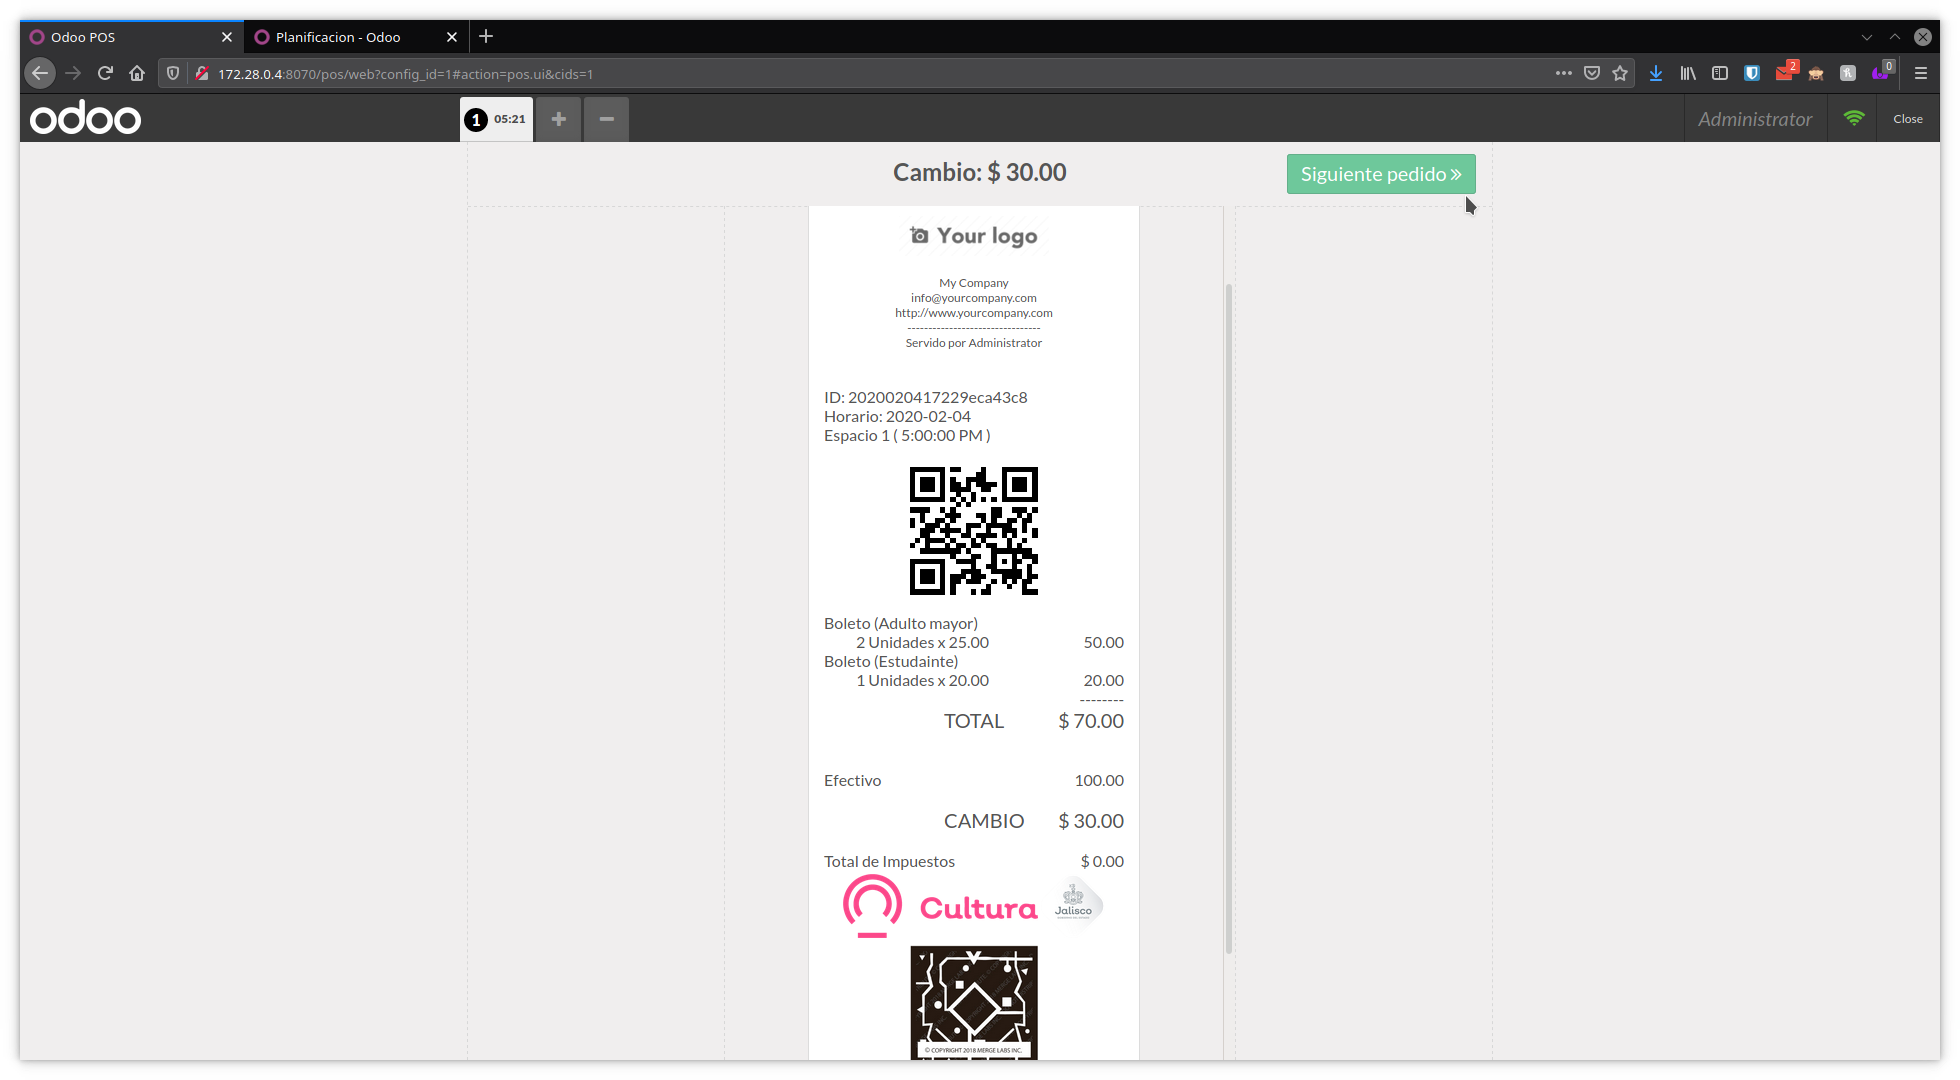 Odoo POS
Planificacion - Odoo
172.28.0.4:8070/pos/web?config_id=1#action=pos.ui&cids=1
2
0
odoo
1 05:21
Administrator
Close
Cambio: $ 30.00
Siguiente pedido »
Your logo
My Company
info@yourcompany.com
http://www.yourcompany.com
--------------------------------
Servido por Administrator
ID: 2020020417229eca43c8
Horario: 2020-02-04
Espacio 1 ( 5:00:00 PM )
Boleto (Adulto mayor)
2 Unidades x 25.00 50.00
Boleto (Estudainte)
1 Unidades x 20.00 20.00
--------
TOTAL $ 70.00
Efectivo 100.00
CAMBIO $ 30.00
Total de Impuestos $ 0.00
Cultura
Jalisco
© COPYRIGHT 2018 MERGE LABS INC.